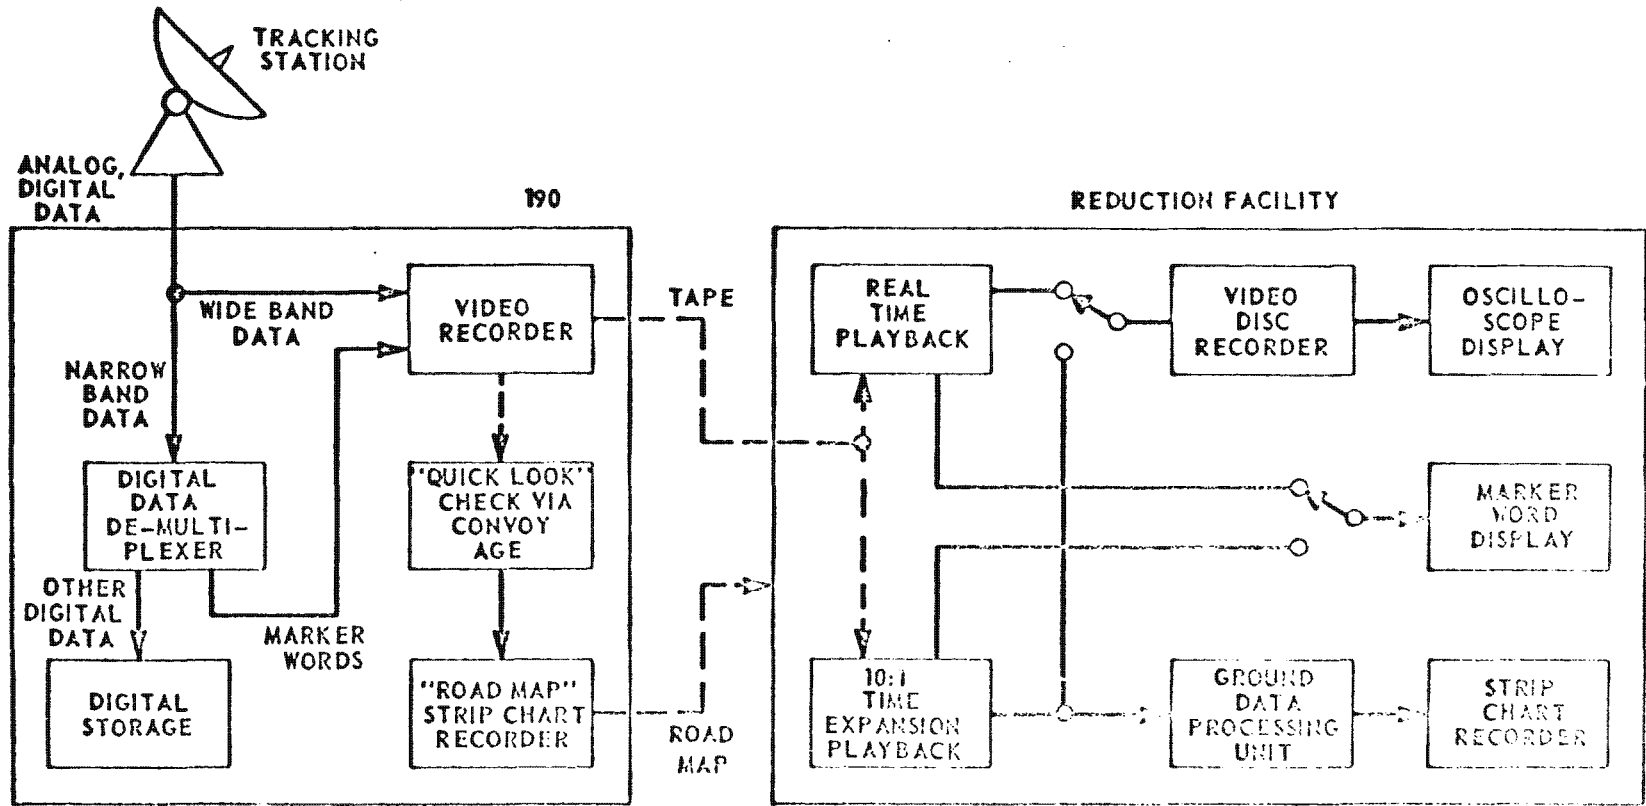 TRACKING
STATION
ANALOG,
DIGITAL
DATA
190
REDUCTION FACILITY
WIDE BAND
DATA
VIDEO
RECORDER
TAPE
REAL
TIME
PLAYBACK
VIDEO
DISC
RECORDER
OSCILLO-
SCOPE
DISPLAY
NARROW
BAND
DATA
DIGITAL
DATA
DE-MULTI-
PLEXER
"QUICK LOOK"
CHECK VIA
CONVOY
AGE
MARKER
WORD
DISPLAY
OTHER
DIGITAL
DATA
MARKER
WORDS
DIGITAL
STORAGE
"ROAD MAP"
STRIP CHART
RECORDER
ROAD
MAP
10:1
TIME
EXPANSION
PLAYBACK
GROUND
DATA
PROCESSING
UNIT
STRIP
CHART
RECORDER